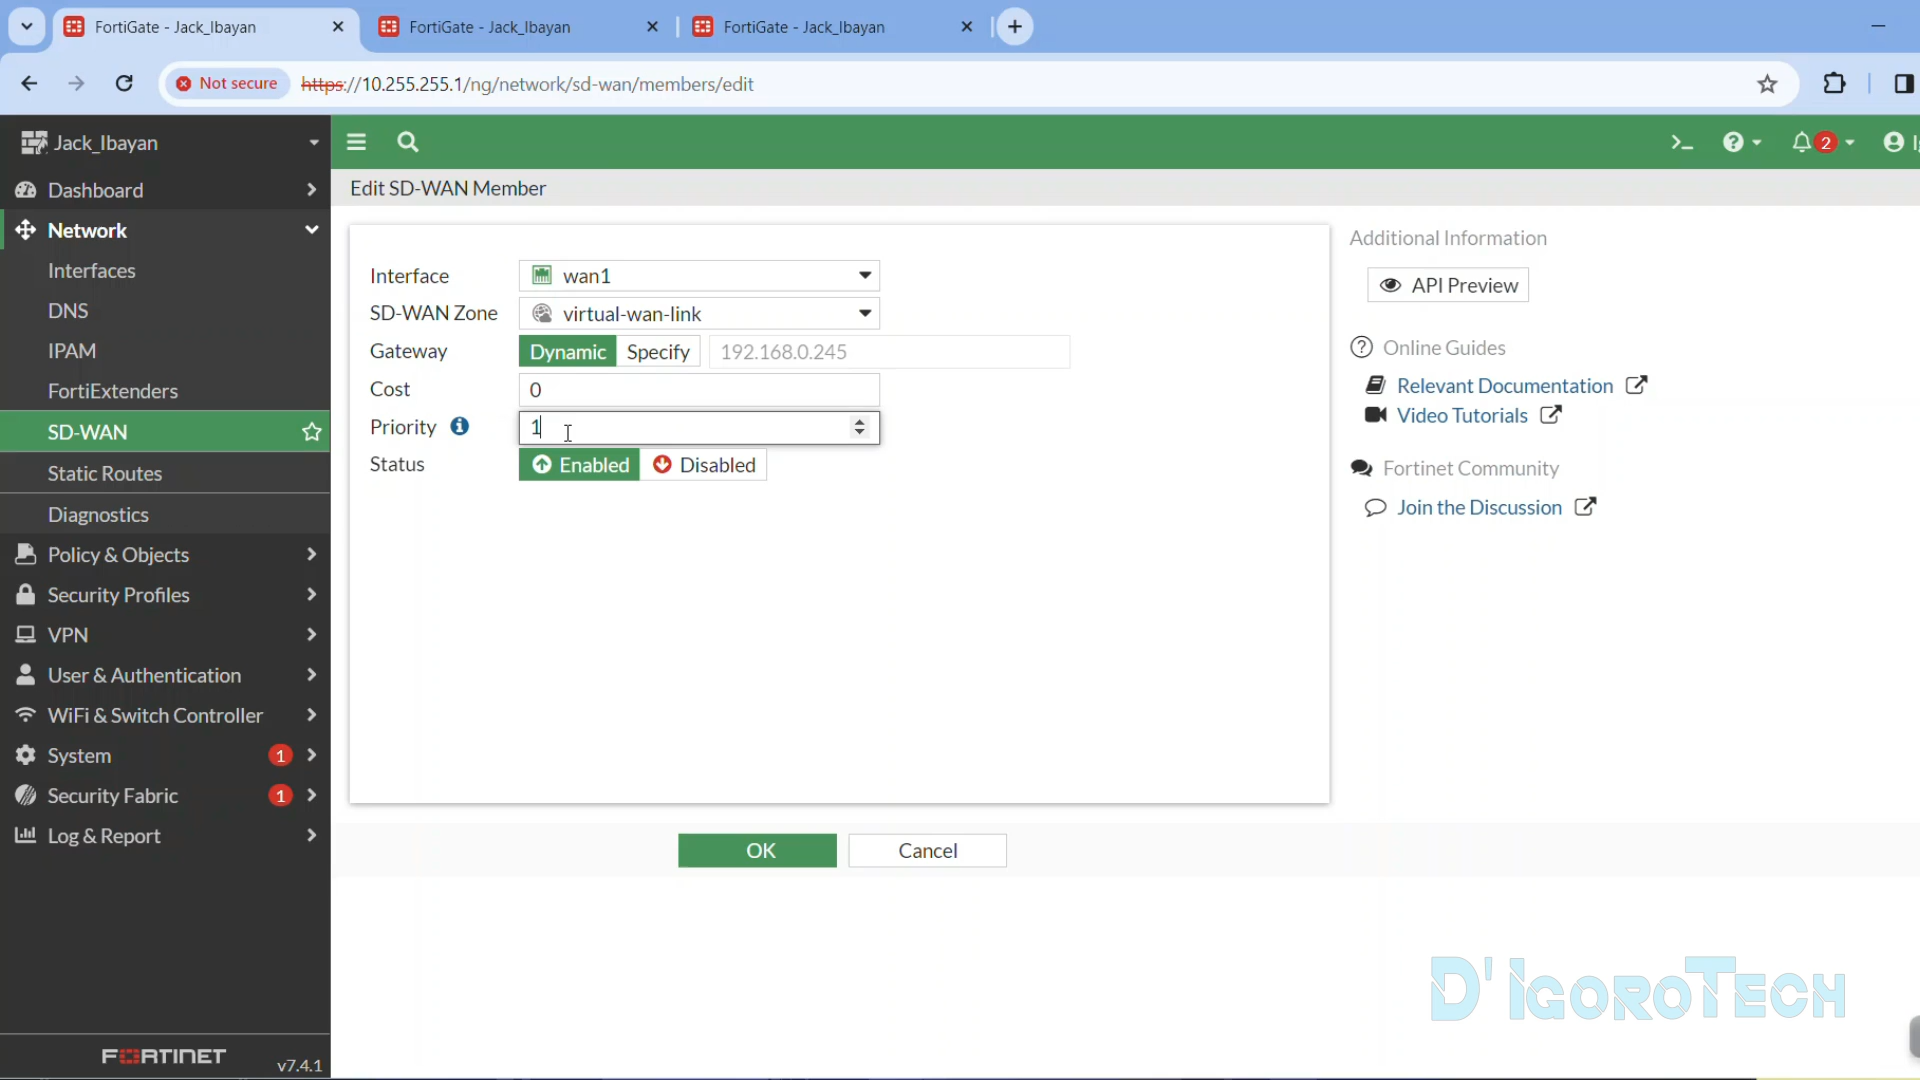 FortiGate - Jack_Ibayan
FortiGate - Jack_Ibayan
FortiGate - Jack_Ibayan
Not secure
https://10.255.255.1/ng/network/sd-wan/members/edit
Jack_Ibayan
2
Edit SD-WAN Member
Dashboard
Network
Interfaces
DNS
IPAM
FortiExtenders
SD-WAN
Static Routes
Diagnostics
Policy & Objects
Security Profiles
VPN
User & Authentication
WiFi & Switch Controller
System 1
Security Fabric 1
Log & Report
FORTINET
v7.4.1
Interface wan1
SD-WAN Zone virtual-wan-link
Gateway Dynamic Specify 192.168.0.245
Cost 0
Priority 1
Status Enabled Disabled
OK Cancel
Additional Information
API Preview
Online Guides
Relevant Documentation
Video Tutorials
Fortinet Community
Join the Discussion
D'IGOROTECH